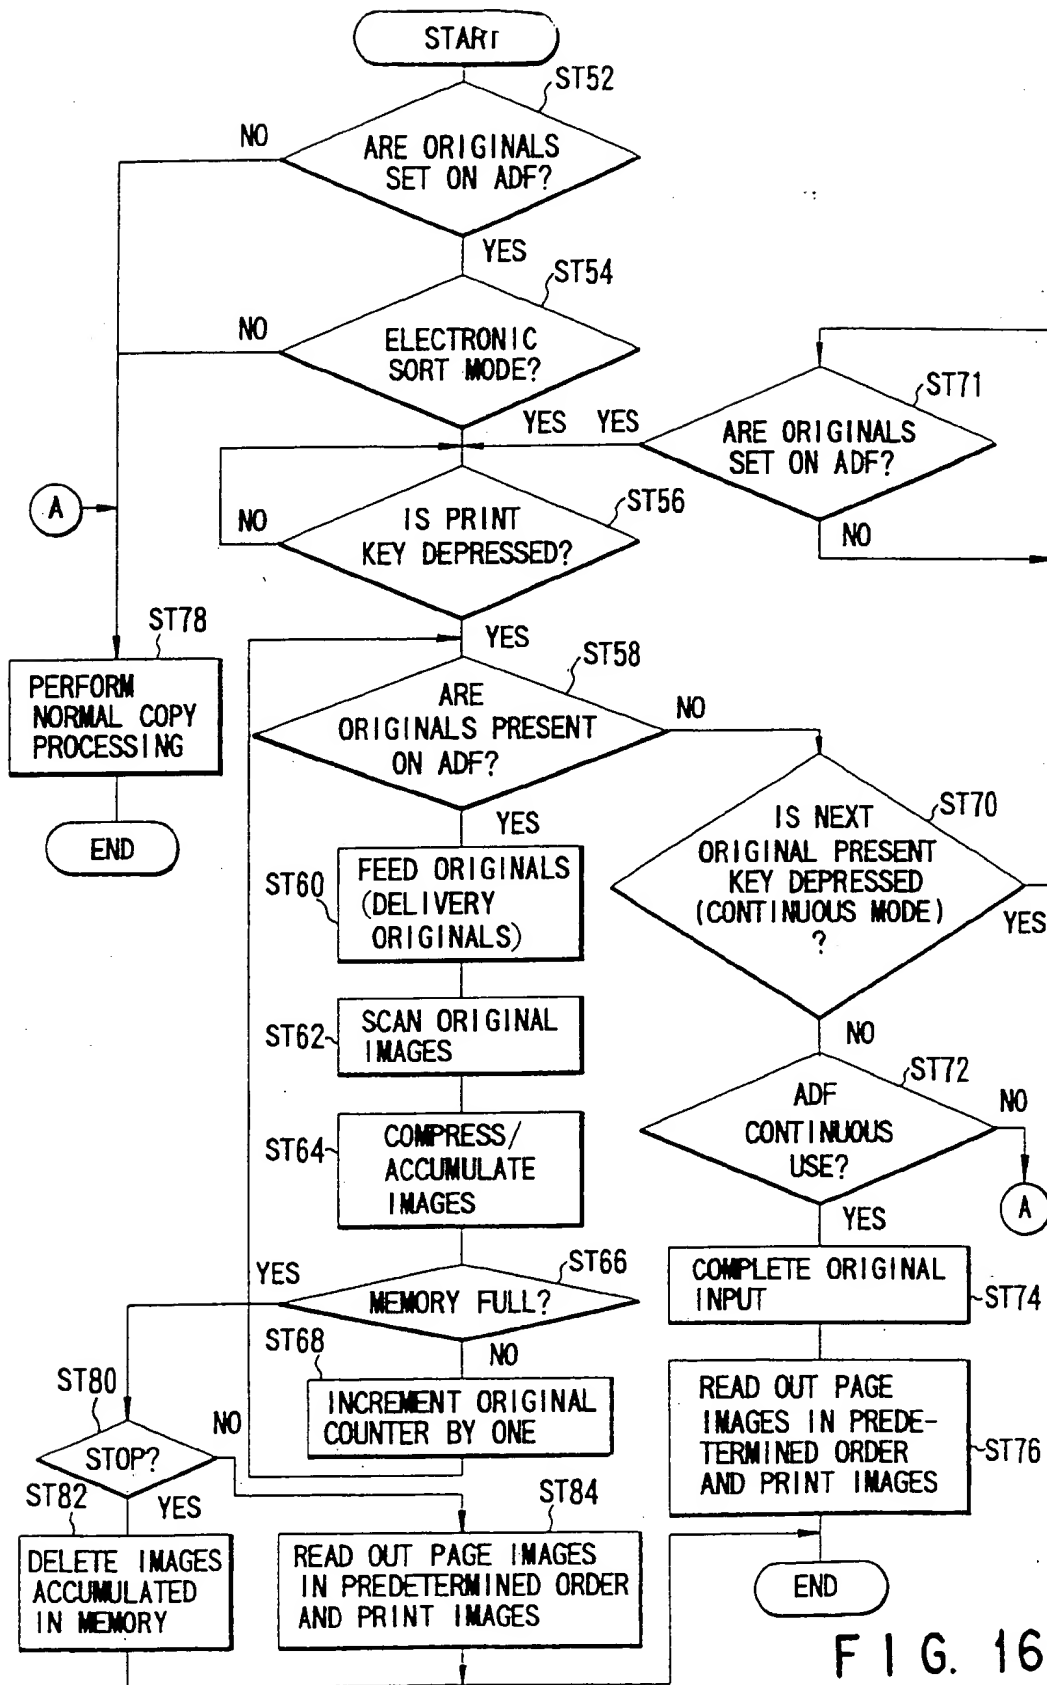 START
ST52
NO
ARE ORIGINALS
SET ON ADF?
YES
ST54
NO
ELECTRONIC
SORT MODE?
YES
YES
ST71
ARE ORIGINALS
SET ON ADF?
NO
A
NO
IS PRINT
KEY DEPRESSED?
ST56
YES
ST78
PERFORM
NORMAL COPY
PROCESSING
END
ST58
ARE
ORIGINALS PRESENT
ON ADF?
NO
YES
ST70
IS NEXT
ORIGINAL PRESENT
KEY DEPRESSED
(CONTINUOUS MODE)
?
YES
NO
ST60
FEED ORIGINALS
(DELIVERY
ORIGINALS)
ST62
SCAN ORIGINAL
IMAGES
ST64
COMPRESS/
ACCUMULATE
IMAGES
ST72
ADF
CONTINUOUS
USE?
NO
A
YES
YES
ST66
MEMORY FULL?
NO
COMPLETE ORIGINAL
INPUT
ST74
ST68
INCREMENT ORIGINAL
COUNTER BY ONE
READ OUT PAGE
IMAGES IN PREDE-
TERMINED ORDER
AND PRINT IMAGES
ST76
ST80
STOP?
NO
YES
ST82
DELETE IMAGES
ACCUMULATED
IN MEMORY
ST84
READ OUT PAGE IMAGES
IN PREDETERMINED ORDER
AND PRINT IMAGES
END
FIG. 16